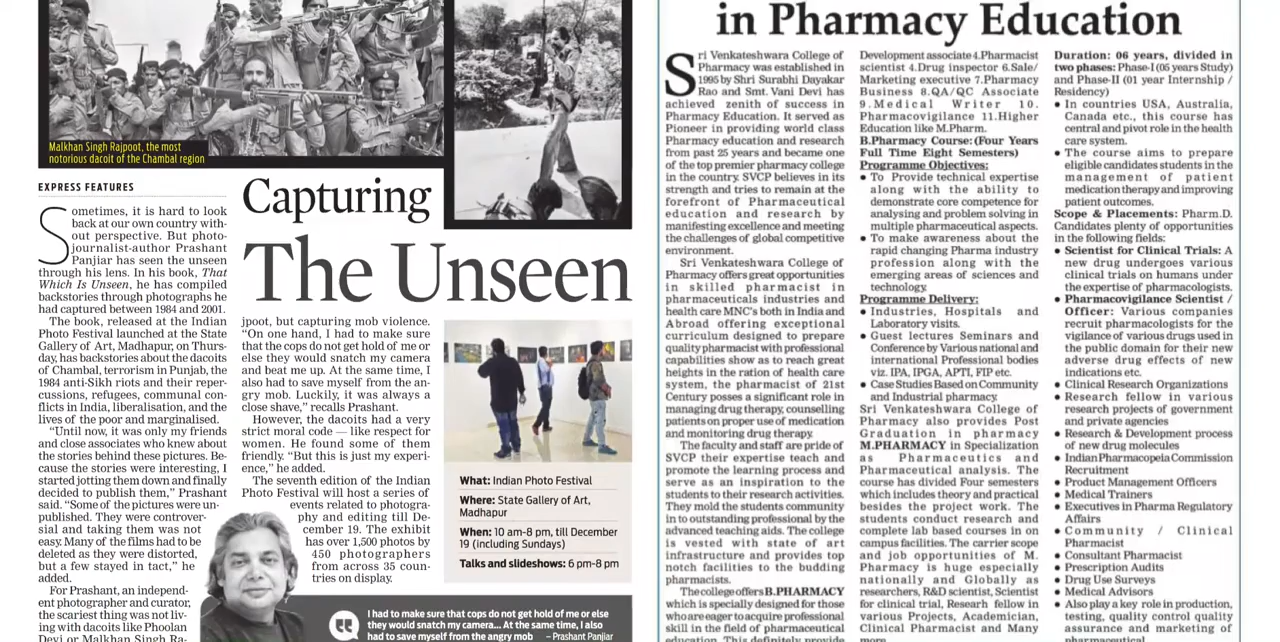 Malkhan Singh Rajpoot, the most
notorious dacoit of the Chambal region
EXPRESS FEATURES
Capturing
The Unseen
Sometimes, it is hard to look
back at our own country with-
out perspective. But photo-
journalist-author Prashant
Panjiar has seen the unseen
through his lens. In his book, That
Which Is Unseen, he has compiled
backstories through photographs he
had captured between 1984 and 2001.
The book, released at the Indian
Photo Festival launched at the State
Gallery of Art, Madhapur, on Thurs-
day, has backstories about the dacoits
of Chambal, terrorism in Punjab, the
1984 anti-Sikh riots and their reper-
cussions, refugees, communal con-
flicts in India, liberalisation, and the
lives of the poor and marginalised.
“Until now, it was only my friends
and close associates who knew about
the stories behind these pictures. Be-
cause the stories were interesting, I
started jotting them down and finally
decided to publish them,” Prashant
said. “Some of the pictures were un-
published. They were controver-
sial and taking them was not
easy. Many of the films had to be
deleted as they were distorted,
but a few stayed in tact,” he
added.
For Prashant, an independ-
ent photographer and curator,
the scariest thing was not liv-
ing with dacoits like Phoolan
Devi or Malkhan Singh Ra-
jpoot, but capturing mob violence.
“On one hand, I had to make sure
that the cops do not get hold of me or
else they would snatch my camera
and beat me up. At the same time, I
also had to save myself from the an-
gry mob. Luckily, it was always a
close shave,” recalls Prashant.
However, the dacoits had a very
strict moral code — like respect for
women. He found some of them
friendly. “But this is just my experi-
ence,” he added.
The seventh edition of the Indian
Photo Festival will host a series of
events related to photogra-
phy and editing till De-
cember 19. The exhibit
has over 1,500 photos by
450 photographers
from across 35 coun-
tries on display.
What: Indian Photo Festival
Where: State Gallery of Art,
Madhapur
When: 10 am-8 pm, till December
19 (including Sundays)
Talks and slideshows: 6 pm-8 pm
I had to make sure that cops do not get hold of me or else
they would snatch my camera... At the same time, I also
had to save myself from the angry mob – Prashant Panjiar
in Pharmacy Education
Sri Venkateshwara College of
Pharmacy was established in
1995 by Shri Surabhi Dayakar
Rao and Smt. Vani Devi has
achieved zenith of success in
Pharmacy Education. It served as
Pioneer in providing world class
Pharmacy education and research
from past 25 years and became one
of the top premier pharmacy college
in the country. SVCP believes in its
strength and tries to remain at the
forefront of Pharmaceutical
education and research by
manifesting excellence and meeting
the challenges of global competitive
environment.
Sri Venkateshwara College of
Pharmacy offers great opportunities
in skilled pharmacist in
pharmaceuticals industries and
health care MNC's both in India and
Abroad offering exceptional
curriculum designed to prepare
quality pharmacist with professional
capabilities show as to reach great
heights in the ration of health care
system, the pharmacist of 21st
Century posses a significant role in
managing drug therapy, counselling
patients on proper use of medication
and monitoring drug therapy.
The faculty and staff are pride of
SVCP their expertise teach and
promote the learning process and
serve as an inspiration to the
students to their research activities.
They mold the students community
in to outstanding professional by the
advanced teaching aids. The college
is vested with state of art
infrastructure and provides top
notch facilities to the budding
pharmacists.
The college offers B.PHARMACY
which is specially designed for those
who are eager to acquire professional
skill in the field of pharmaceutical
education. This definitely provide
Development associate 4.Pharmacist
scientist 4.Drug inspector 6.Sale/
Marketing executive 7.Pharmacy
Business 8.QA/QC Associate
9.Medical Writer 10.
Pharmacovigilance 11.Higher
Education like M.Pharm.
B.Pharmacy Course: (Four Years
Full Time Eight Semesters)
Programme Objectives:
• To Provide technical expertise
along with the ability to
demonstrate core competence for
analysing and problem solving in
multiple pharmaceutical aspects.
• To make awareness about the
rapid changing Pharma industry
profession along with the
emerging areas of sciences and
technology.
Programme Delivery:
• Industries, Hospitals and
Laboratory visits.
• Guest lectures Seminars and
Conference by Various national and
international Professional bodies
viz. IPA, IPGA, APTI, FIP etc.
• Case Studies Based on Community
and Industrial pharmacy.
Sri Venkateshwara College of
Pharmacy also provides Post
Graduation in pharmacy
M.PHARMACY in Specialization
as Pharmaceutics and
Pharmaceutical analysis. The
course has divided Four semesters
which includes theory and practical
besides the project work. The
students conduct research and
complete lab based courses in on
campus facilities. The carrier scope
and job opportunities of M.
Pharmacy is huge especially
nationally and Globally as
researchers, R&D scientist, Scientist
for clinical trial, Researh fellow in
various Projects, Academician,
Clinical Pharmacist and Many
more.
Duration: 06 years, divided in
two phases: Phase-I (05 years Study)
and Phase-II (01 year Internship /
Residency)
• In countries USA, Australia,
Canada etc., this course has
central and pivot role in the health
care system.
• The course aims to prepare
eligible candidates students in the
management of patient
medication therapy and improving
patient outcomes.
Scope & Placements: Pharm.D.
Candidates plenty of opportunities
in the following fields:
• Scientist for Clinical Trials: A
new drug undergoes various
clinical trials on humans under
the expertise of pharmacologists.
• Pharmacovigilance Scientist /
Officer: Various companies
recruit pharmacologists for the
vigilance of various drugs used in
the public domain for their new
adverse drug effects of new
indications etc.
• Clinical Research Organizations
• Research fellow in various
research projects of government
and private agencies
• Research & Development process
of new drug molecules
• Indian Pharmacopeia Commission
Recruitment
• Product Management Officers
• Medical Trainers
• Executives in Pharma Regulatory
Affairs
• Community / Clinical
Pharmacist
• Consultant Pharmacist
• Prescription Audits
• Drug Use Surveys
• Medical Advisors
• Also play a key role in production,
testing, quality control quality
assurance and marketing of
pharmaceutical